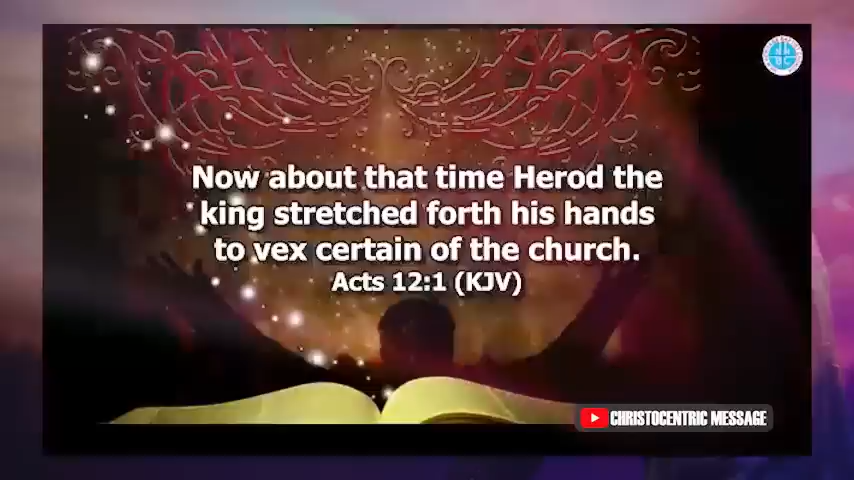 Now about that time Herod the
king stretched forth his hands
to vex certain of the church.
Acts 12:1 (KJV)
CHRISTOCENTRIC MESSAGE